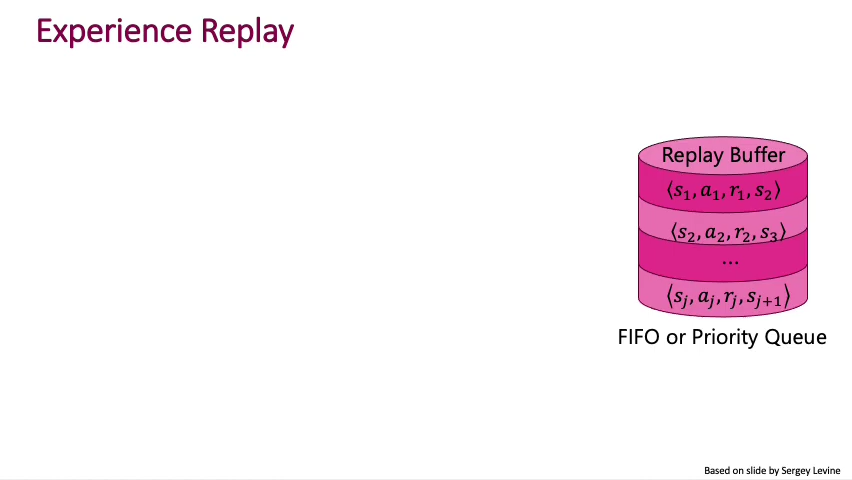 Experience Replay
Replay Buffer
⟨s₁, a₁, r₁, s₂⟩
⟨s₂, a₂, r₂, s₃⟩
...
⟨sⱼ, aⱼ, rⱼ, sⱼ₊₁⟩
FIFO or Priority Queue
Based on slide by Sergey Levine